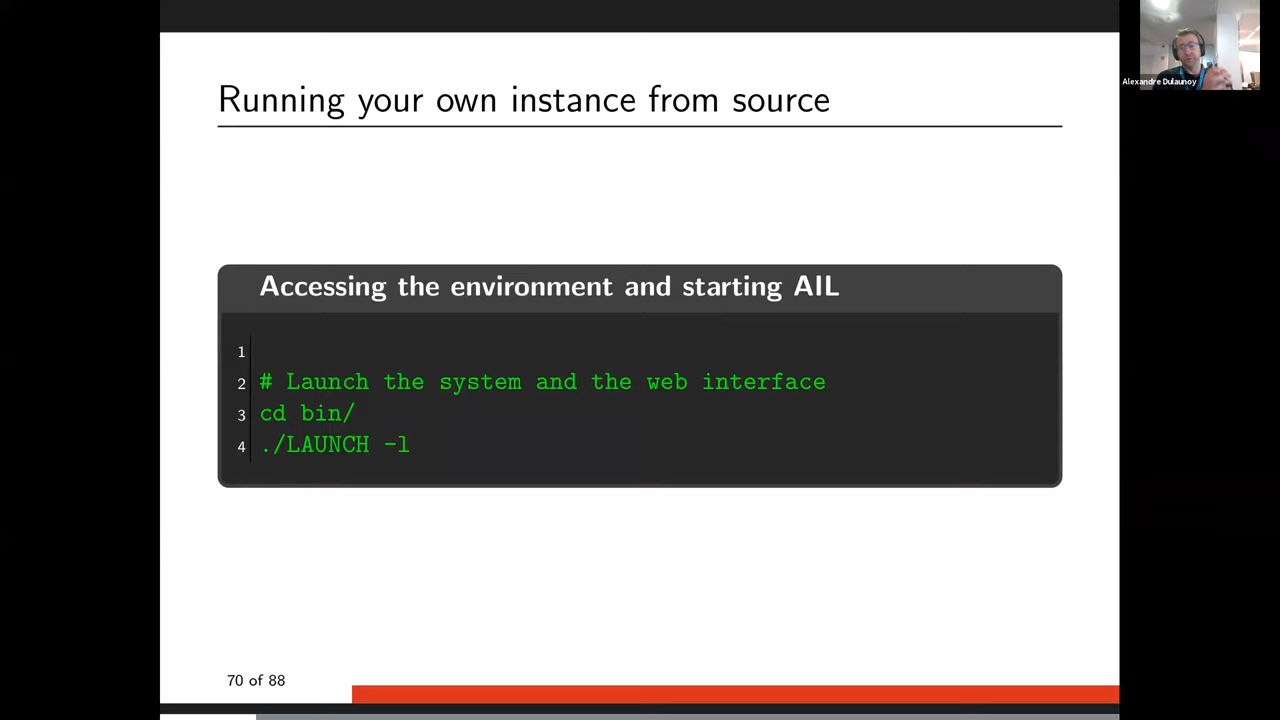 Alexandre Dulaunoy
Running your own instance from source
Accessing the environment and starting AIL
1
2 # Launch the system and the web interface
3 cd bin/
4 ./LAUNCH -l
70 of 88